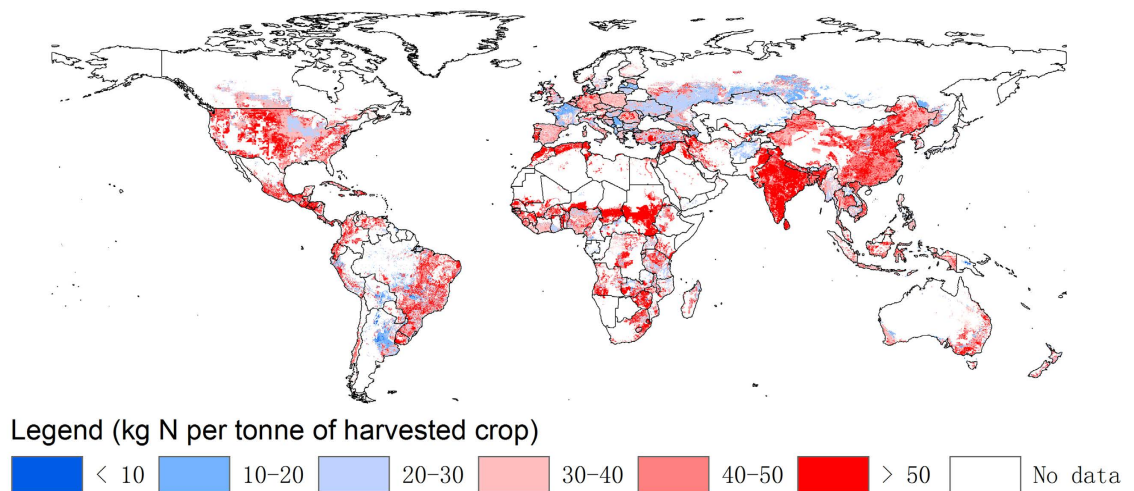 Legend (kg N per tonne of harvested crop)
< 10 10-20 20-30 30-40 40-50 > 50 No data